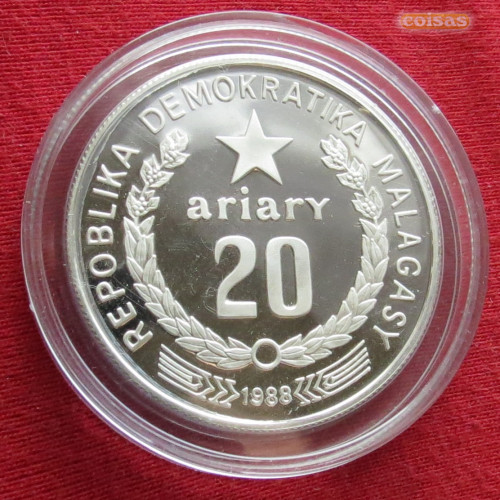 coisas
REPOBLIKA DEMOKRATIKA MALAGASY
ariary
20
1988